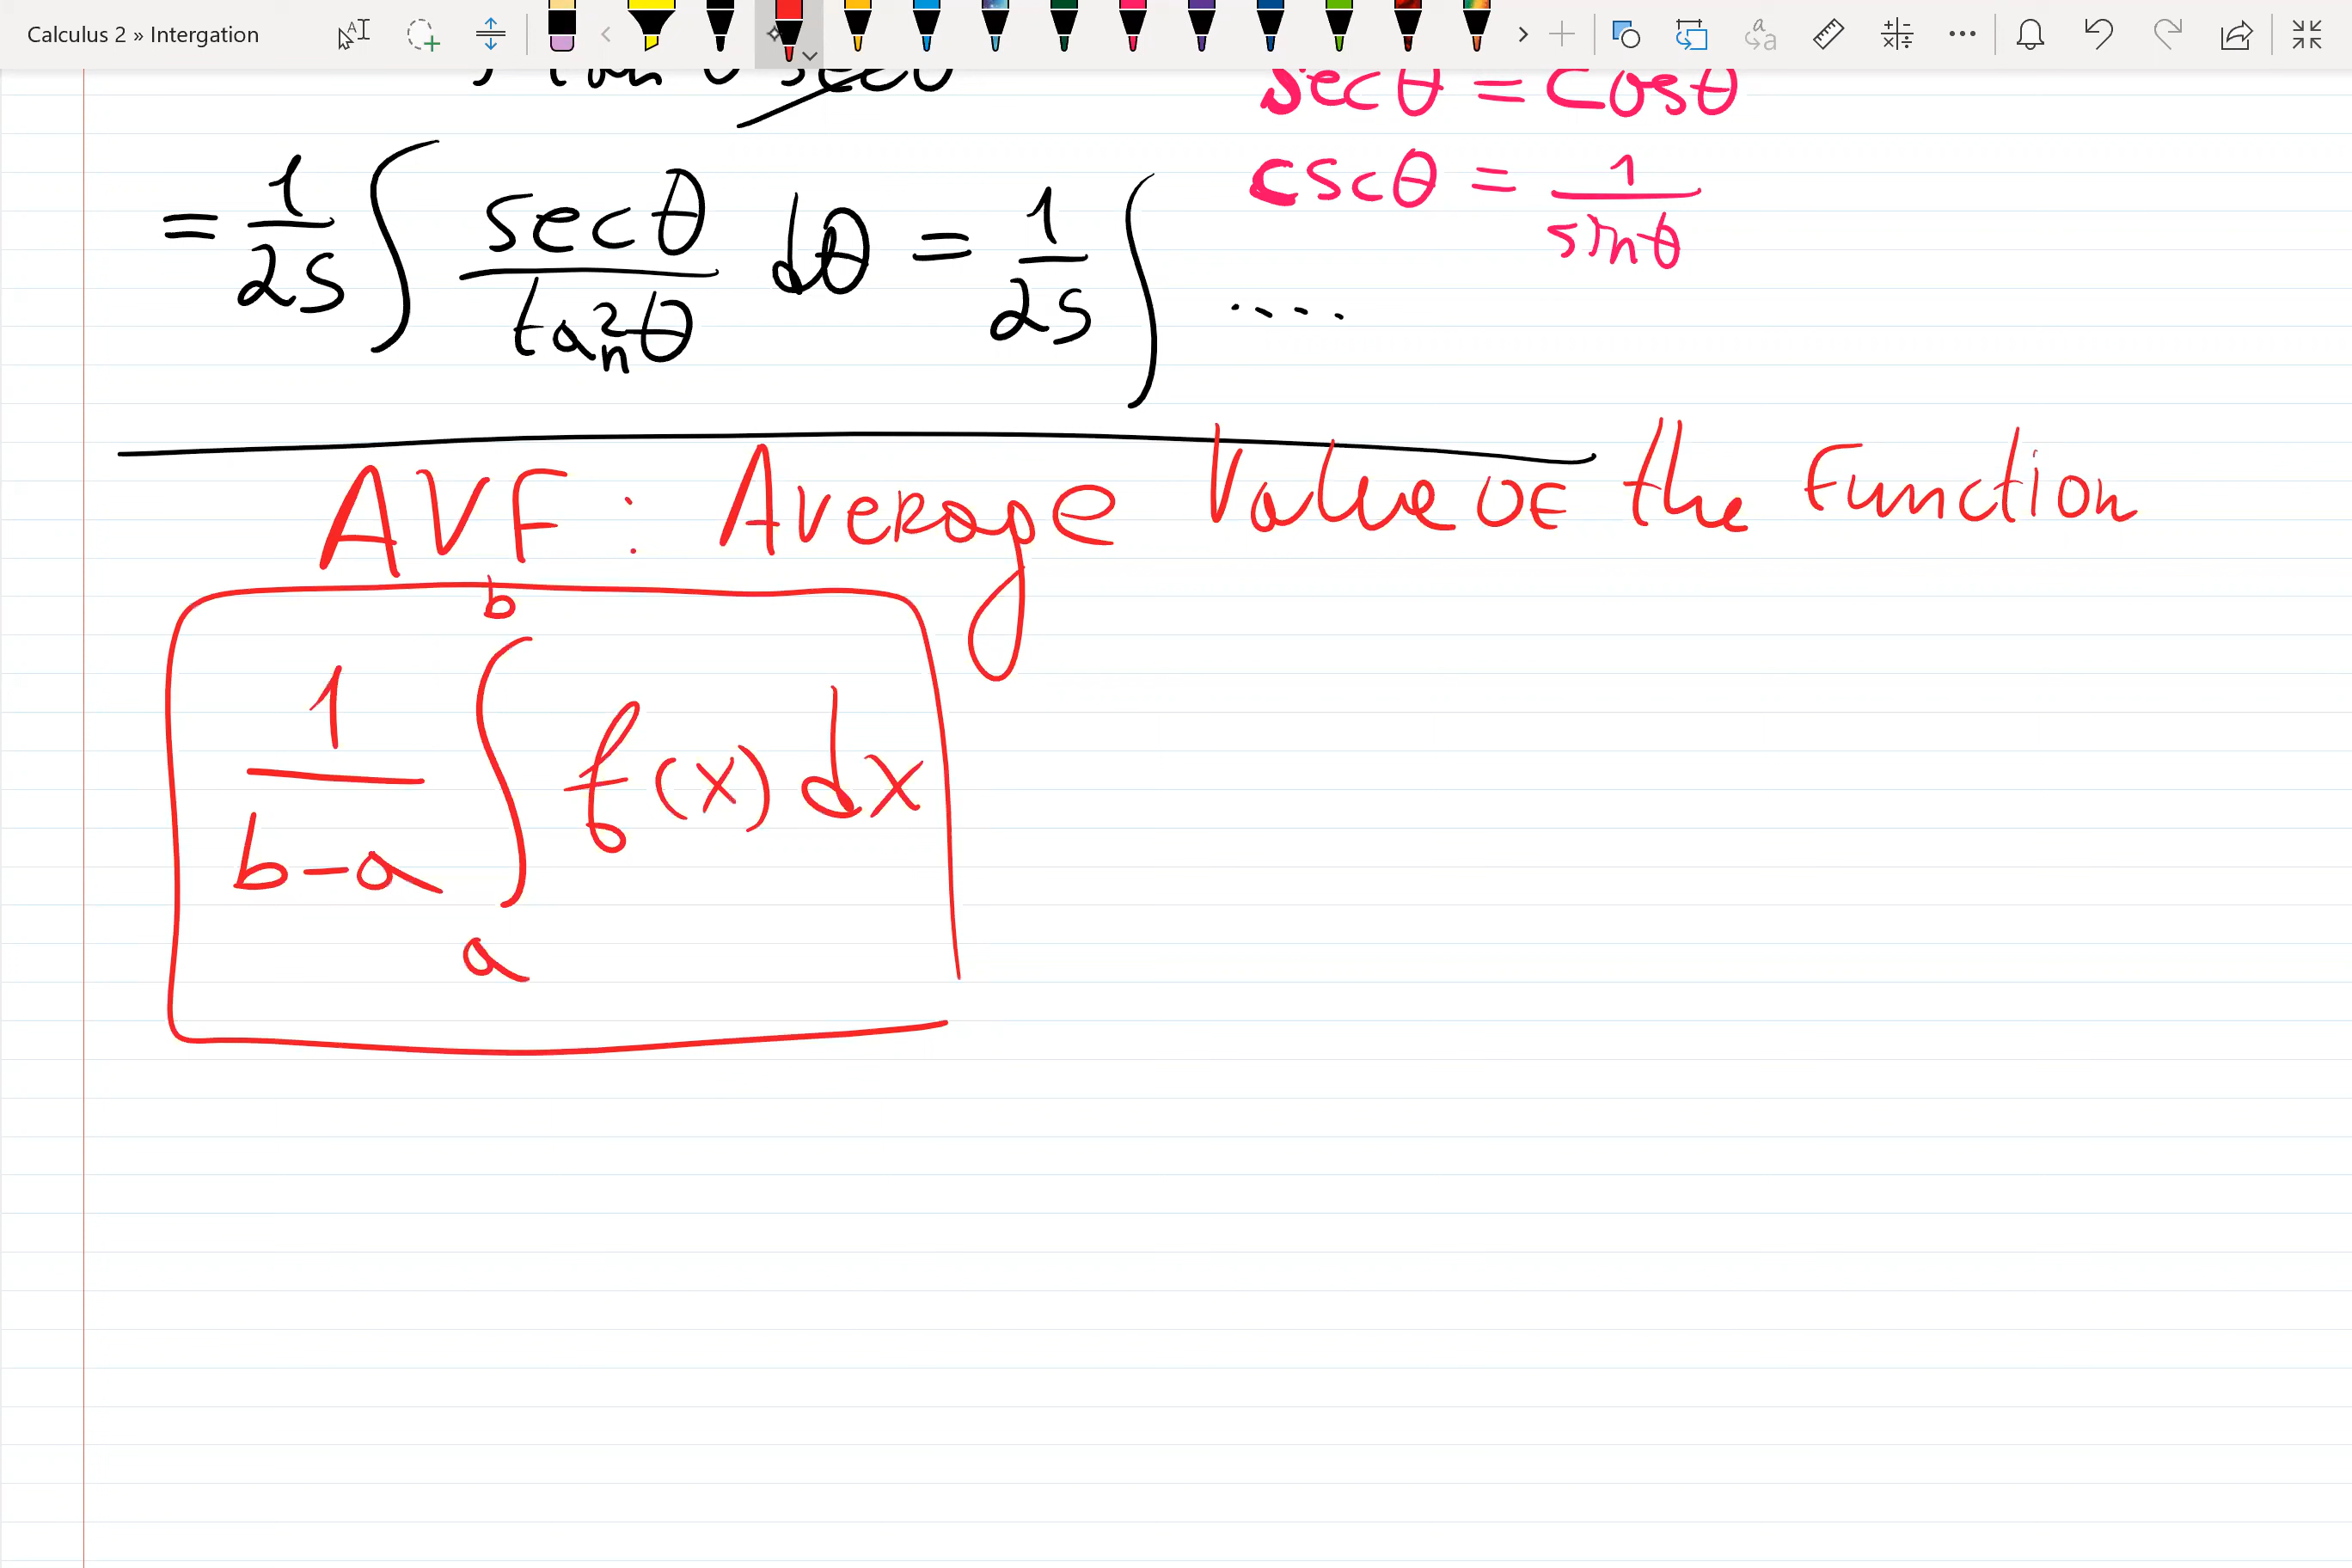 Calculus 2 » Intergation
secθ = cosθ
= 1/25 ∫ secθ/tan²θ dθ = 1/25 ∫ ....
cscθ = 1/sinθ
AVF : Average Value OF the Function
1/(b-a) ∫_a^b f(x) dx